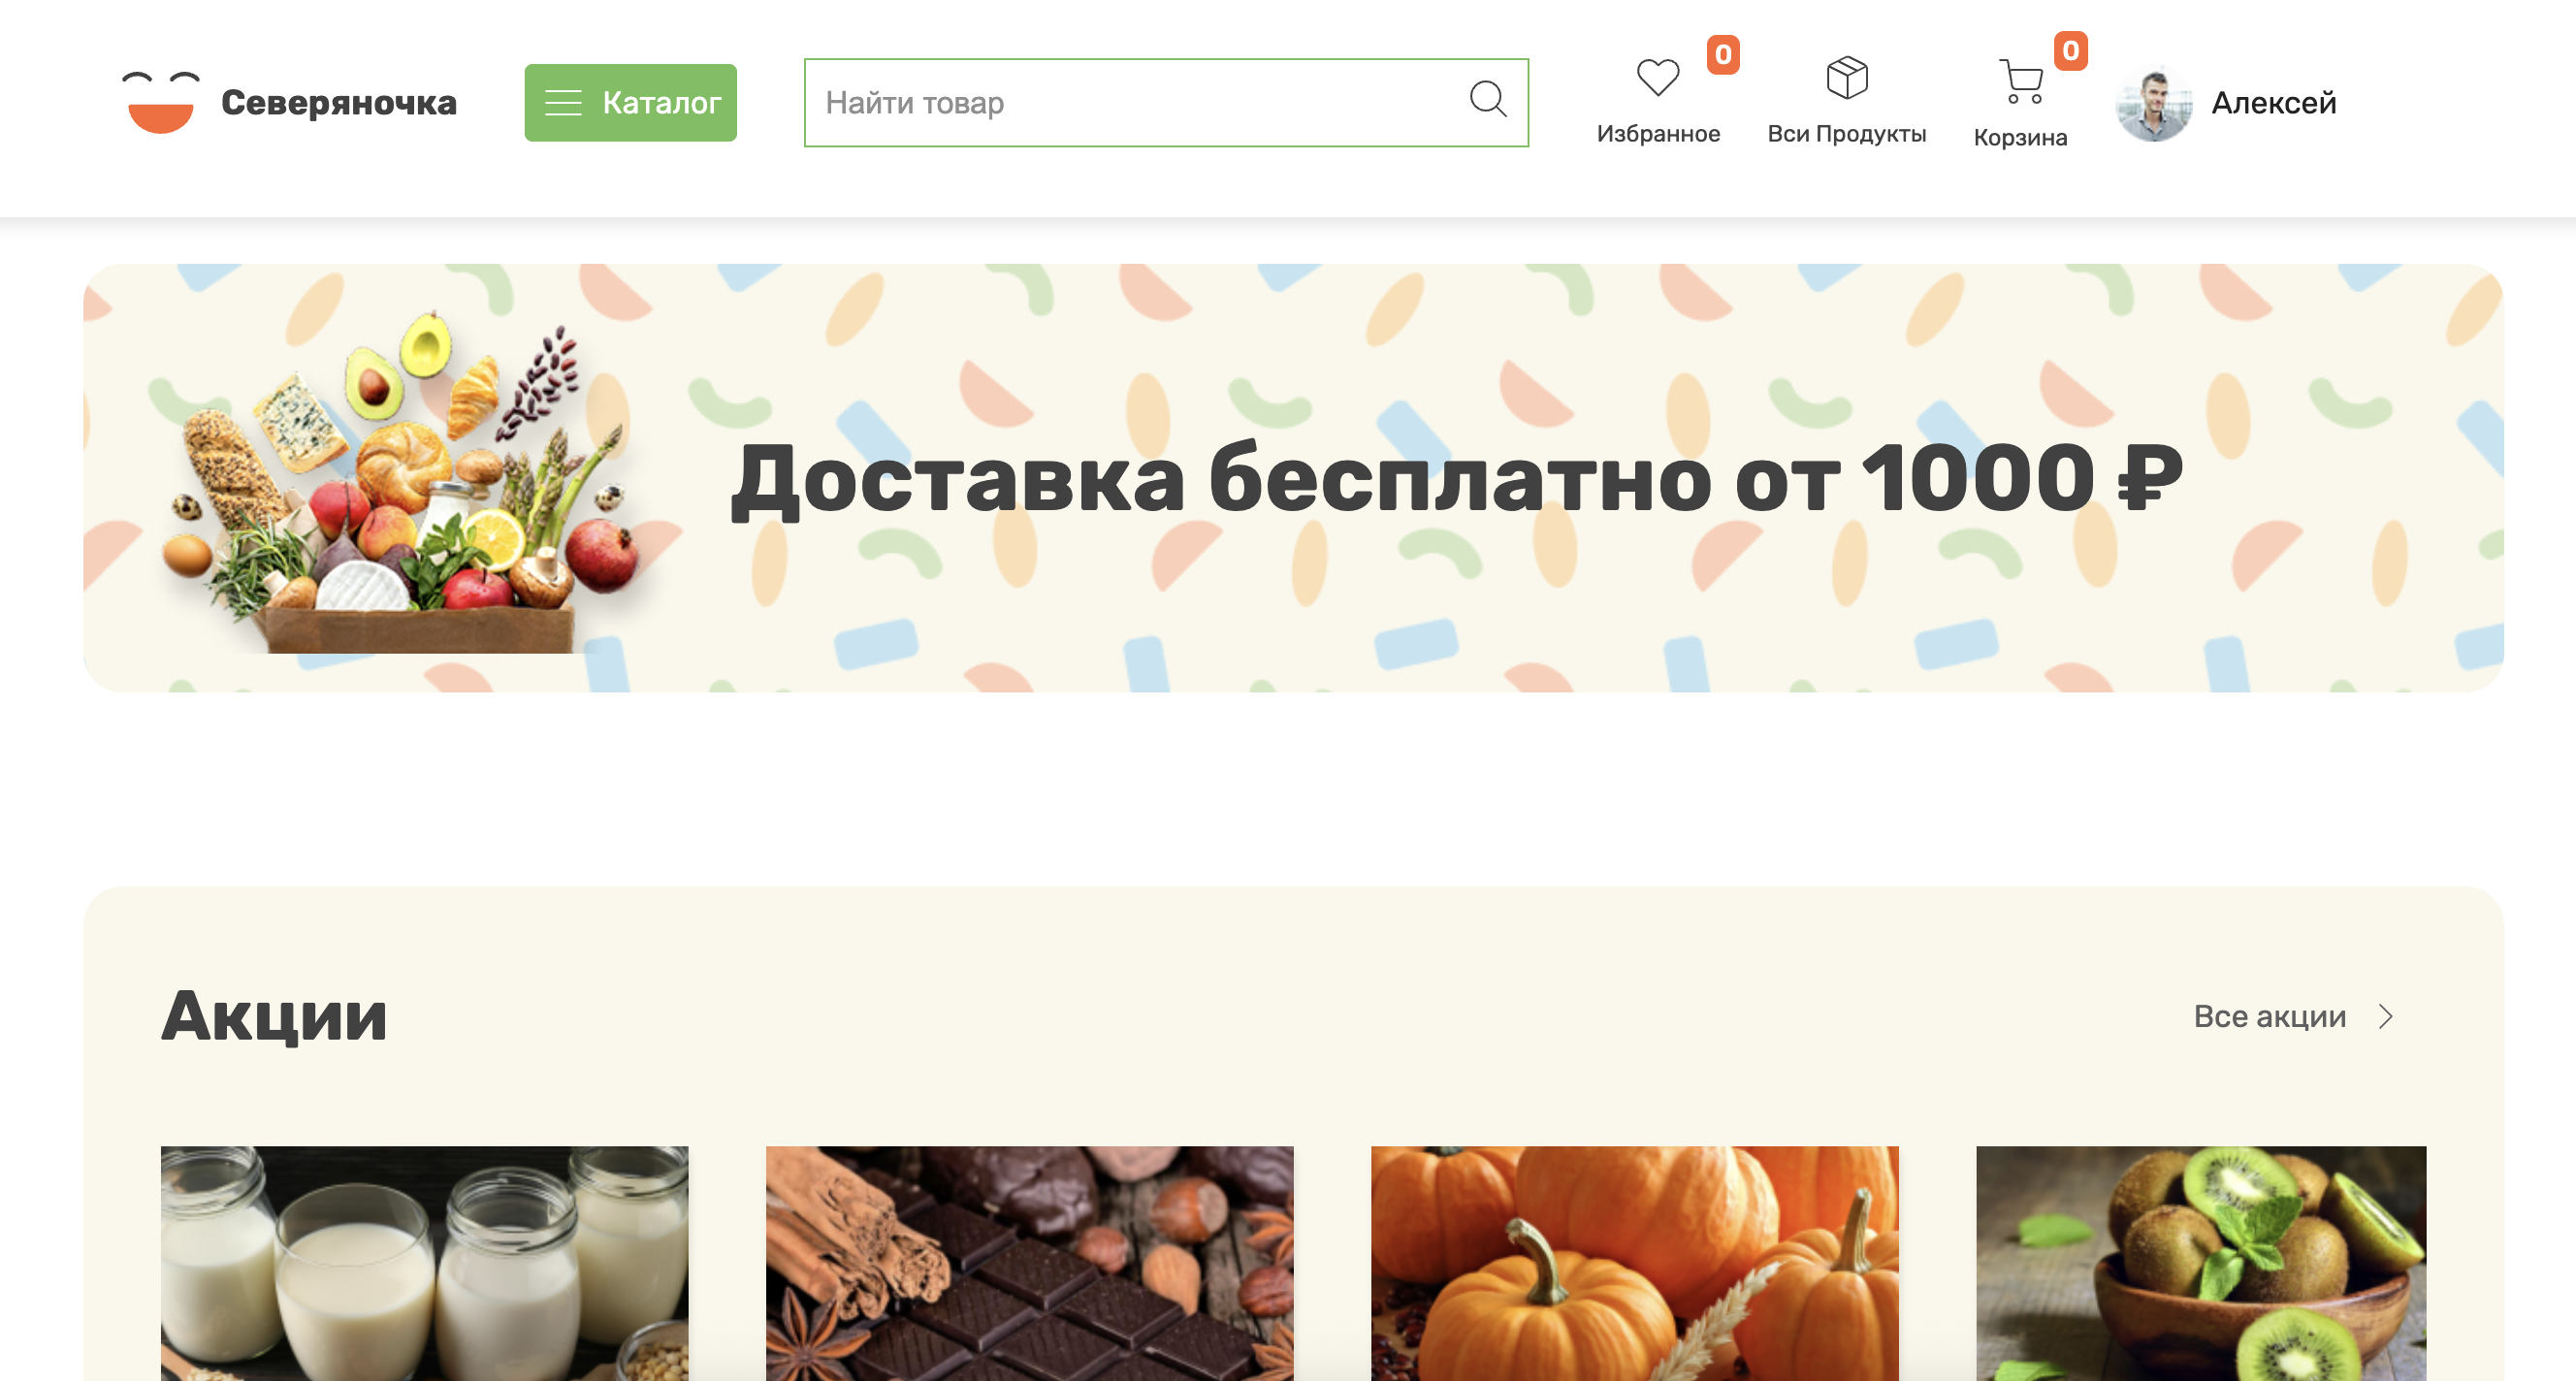 Северяночка
Каталог
Найти товар
0
Избранное
Вси Продукты
0
Корзина
Алексей
Доставка бесплатно от 1000 ₽
Акции
Все акции